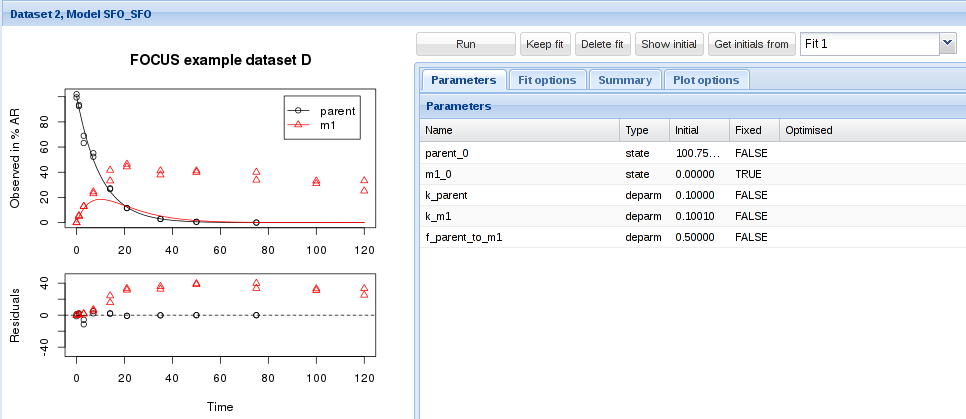 Dataset 2, Model SFO_SFO
Run
Keep fit
Delete fit
Show initial
Get initials from
Fit 1
Parameters
Fit options
Summary
Plot options
Parameters
Name Type Initial Fixed Optimised
parent_0 state 100.75... FALSE
m1_0 state 0.00000 TRUE
k_parent deparm 0.10000 FALSE
k_m1 deparm 0.10010 FALSE
f_parent_to_m1 deparm 0.50000 FALSE
FOCUS example dataset D
parent
m1
Observed in % AR
80
60
40
20
0
0 20 40 60 80 100 120
Residuals
40
0
-40
0 20 40 60 80 100 120
Time